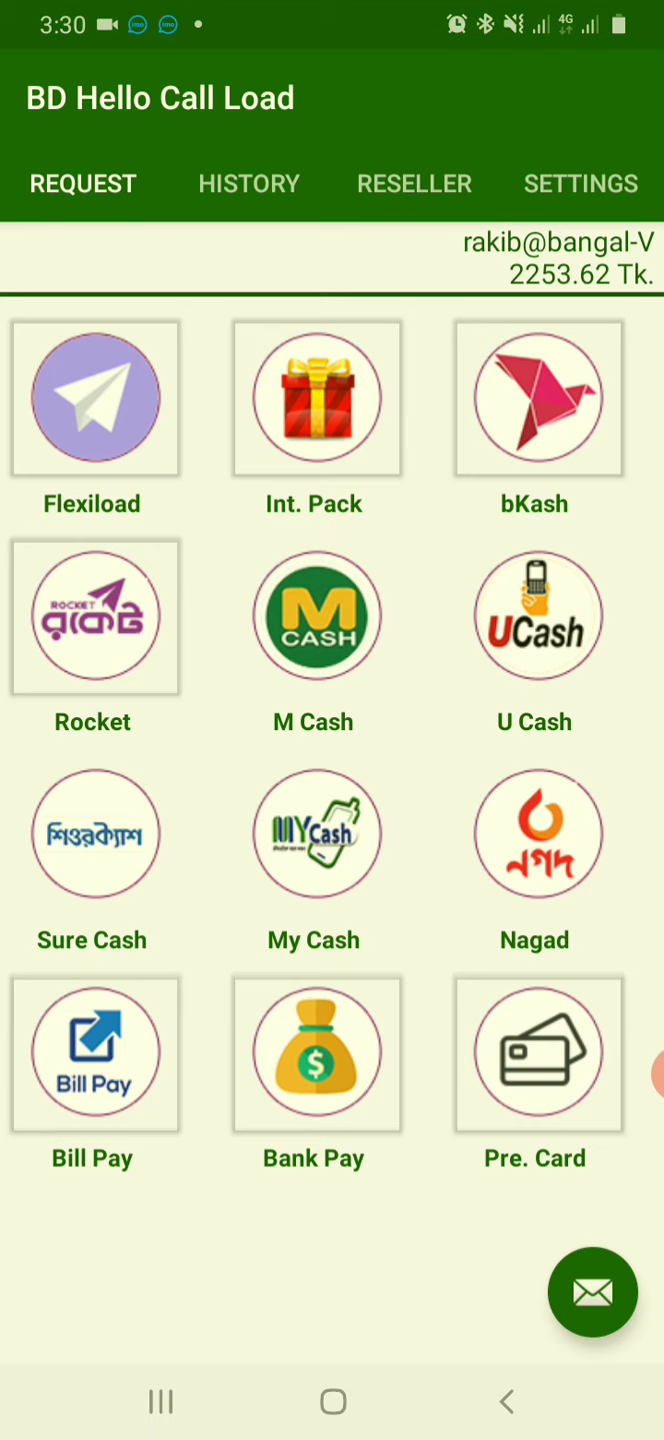 3:30
imo imo
4G
BD Hello Call Load
REQUEST HISTORY RESELLER SETTINGS
rakib@bangal-V
2253.62 Tk.
Flexiload Int. Pack bKash
ROCKET
রকেট
M
CASH
UCash
Rocket M Cash U Cash
শিওরক্যাশ
MYCash
নগদ
Sure Cash My Cash Nagad
Bill Pay
$
Bill Pay Bank Pay Pre. Card